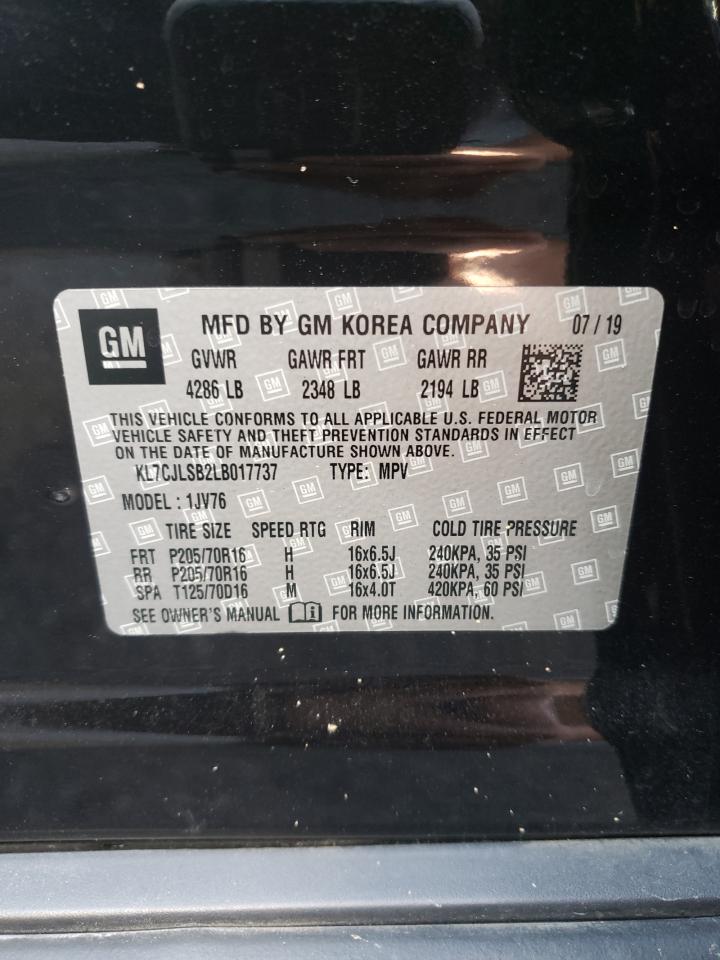 GM MFD BY GM KOREA COMPANY 07/19
GVWR GAWR FRT GAWR RR
4286 LB 2348 LB 2194 LB
THIS VEHICLE CONFORMS TO ALL APPLICABLE U.S. FEDERAL MOTOR
VEHICLE SAFETY AND THEFT PREVENTION STANDARDS IN EFFECT
ON THE DATE OF MANUFACTURE SHOWN ABOVE.
KL7CJLSB2LB017737 TYPE: MPV
MODEL : 1JV76
TIRE SIZE SPEED RTG RIM COLD TIRE PRESSURE
FRT P205/70R16 H 16x6.5J 240KPA, 35 PSI
RR P205/70R16 H 16x6.5J 240KPA, 35 PSI
SPA T125/70D16 M 16x4.0T 420KPA, 60 PSI
SEE OWNER'S MANUAL FOR MORE INFORMATION.